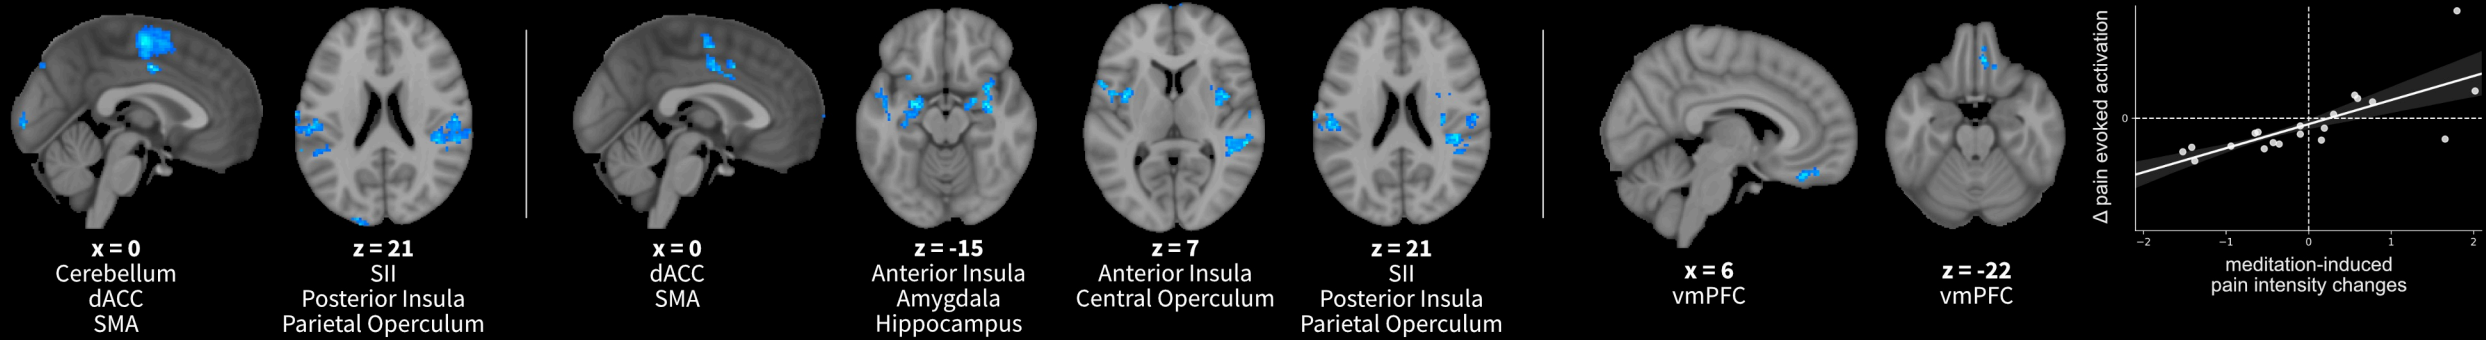 x = 0
Cerebellum
dACC
SMA
z = 21
SII
Posterior Insula
Parietal Operculum
x = 0
dACC
SMA
z = -15
Anterior Insula
Amygdala
Hippocampus
z = 7
Anterior Insula
Central Operculum
z = 21
SII
Posterior Insula
Parietal Operculum
x = 6
vmPFC
z = -22
vmPFC
Δ pain evoked activation
0
−2 −1 0 1 2
meditation-induced
pain intensity changes